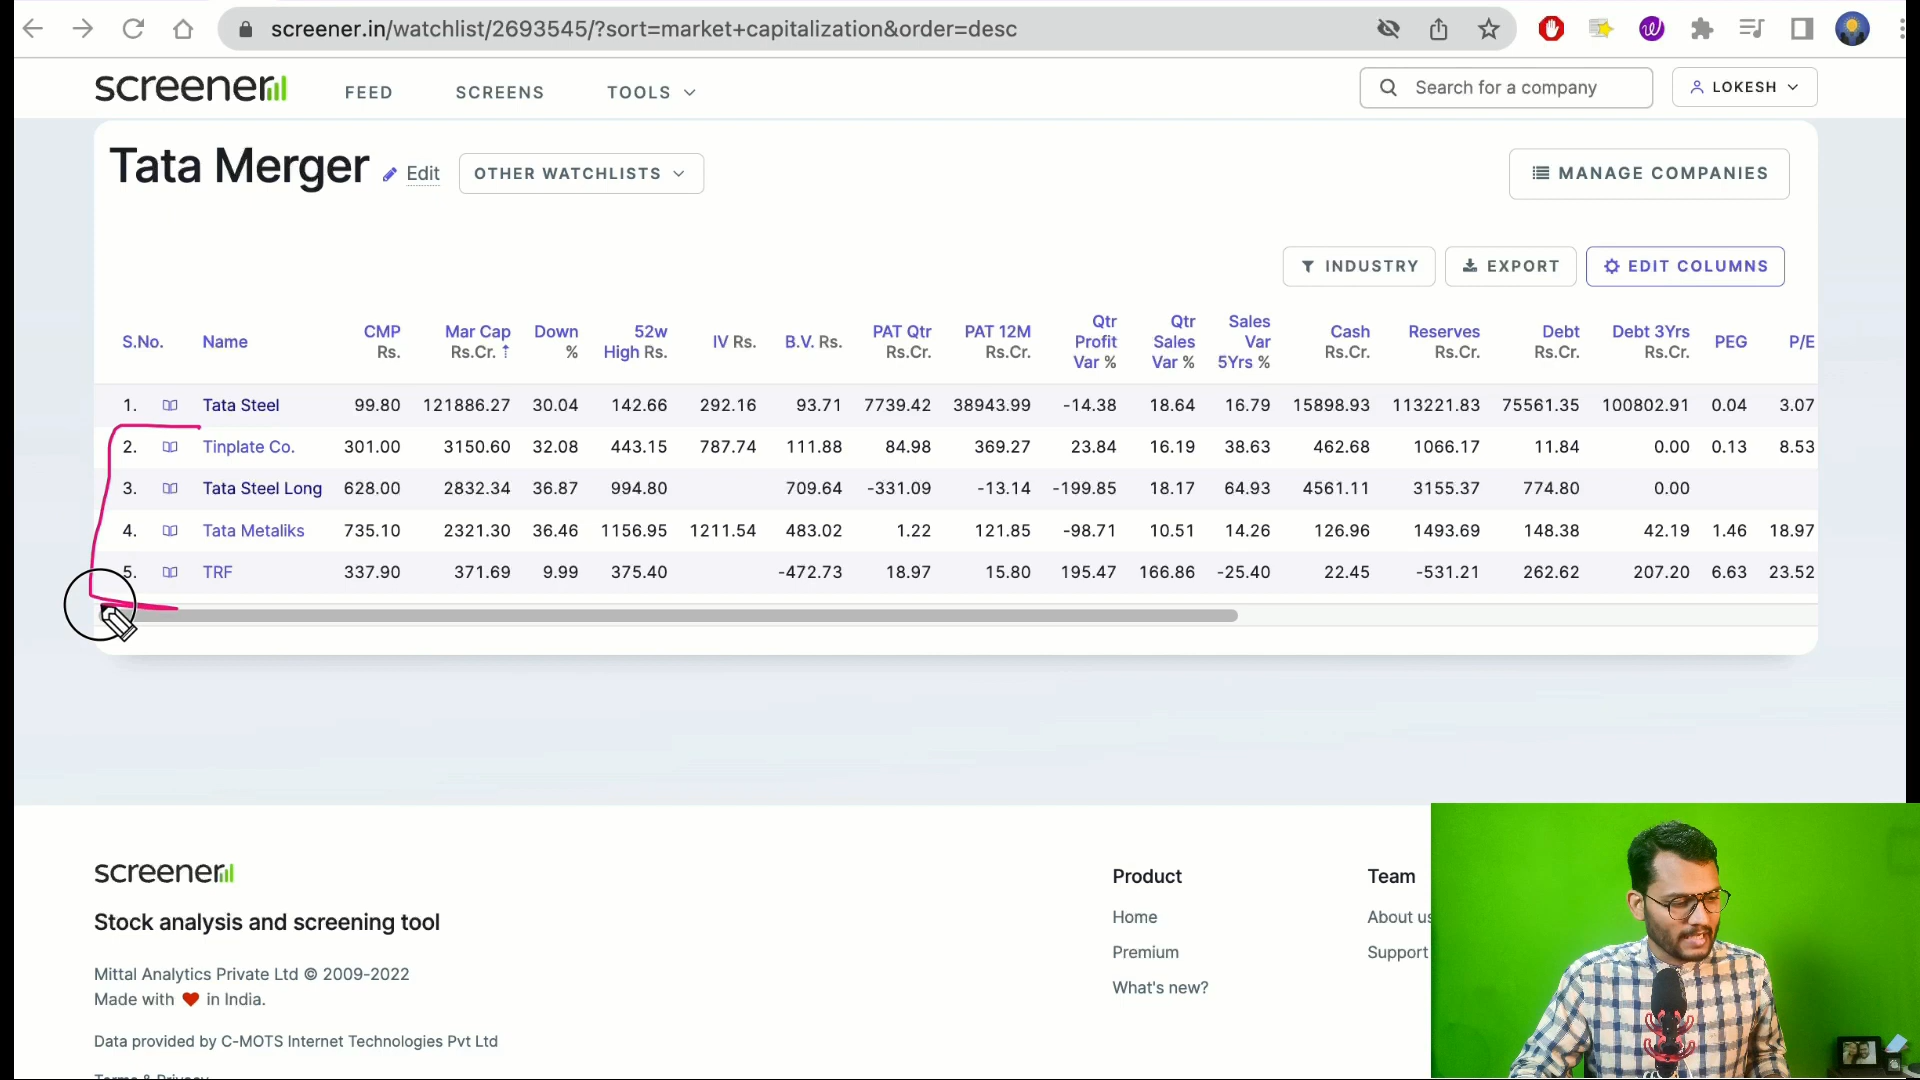 screener.in/watchlist/2693545/?sort=market+capitalization&order=desc
screener FEED SCREENS TOOLS Search for a company LOKESH
Tata Merger Edit OTHER WATCHLISTS MANAGE COMPANIES
INDUSTRY EXPORT EDIT COLUMNS
S.No. Name CMP Rs. Mar Cap Rs.Cr. Down % 52w High Rs. IV Rs. B.V. Rs. PAT Qtr Rs.Cr. PAT 12M Rs.Cr. Qtr Profit Var % Qtr Sales Var % Sales Var 5Yrs % Cash Rs.Cr. Reserves Rs.Cr. Debt Rs.Cr. Debt 3Yrs Rs.Cr. PEG P/E
1. Tata Steel 99.80 121886.27 30.04 142.66 292.16 93.71 7739.42 38943.99 -14.38 18.64 16.79 15898.93 113221.83 75561.35 100802.91 0.04 3.07
2. Tinplate Co. 301.00 3150.60 32.08 443.15 787.74 111.88 84.98 369.27 23.84 16.19 38.63 462.68 1066.17 11.84 0.00 0.13 8.53
3. Tata Steel Long 628.00 2832.34 36.87 994.80 709.64 -331.09 -13.14 -199.85 18.17 64.93 4561.11 3155.37 774.80 0.00
4. Tata Metaliks 735.10 2321.30 36.46 1156.95 1211.54 483.02 1.22 121.85 -98.71 10.51 14.26 126.96 1493.69 148.38 42.19 1.46 18.97
5. TRF 337.90 371.69 9.99 375.40 -472.73 18.97 15.80 195.47 166.86 -25.40 22.45 -531.21 262.62 207.20 6.63 23.52
screener
Stock analysis and screening tool
Mittal Analytics Private Ltd © 2009-2022
Made with ❤ in India.
Data provided by C-MOTS Internet Technologies Pvt Ltd
Terms & Privacy
Product
Home
Premium
What's new?
Team
About us
Support